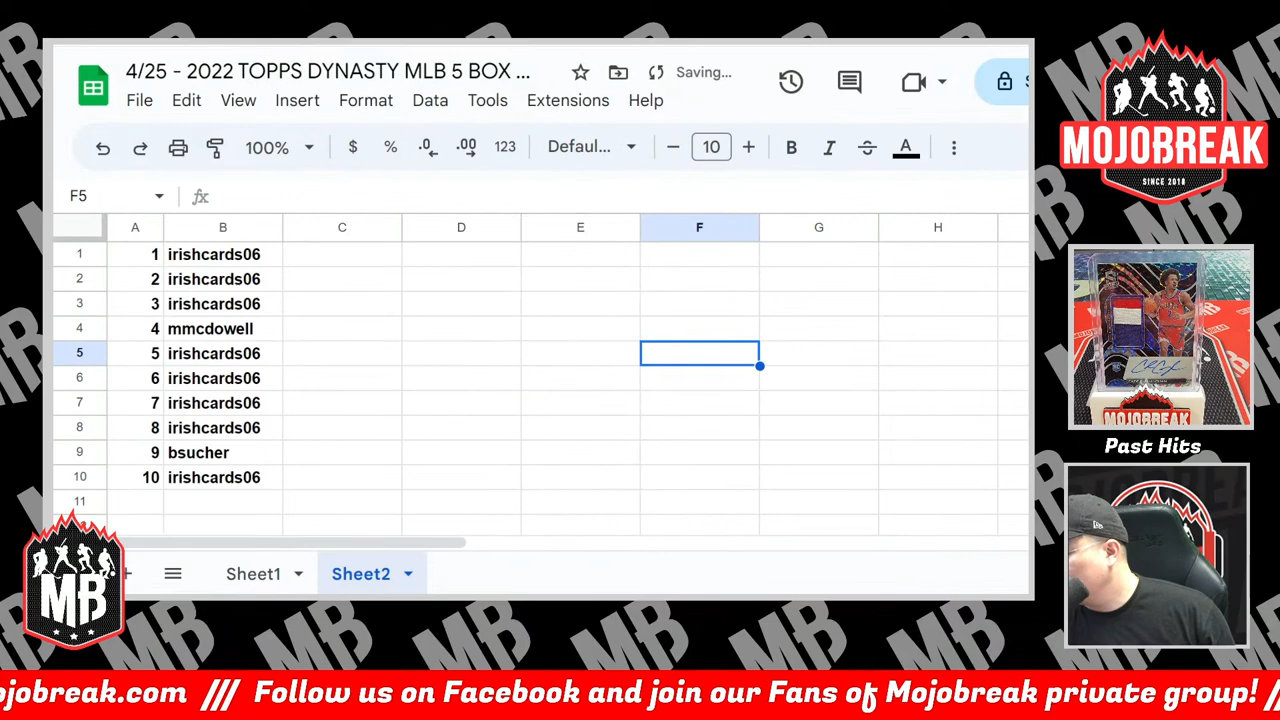 4/25 - 2022 TOPPS DYNASTY MLB 5 BOX ...
Saving...
File Edit View Insert Format Data Tools Extensions Help
100% $ % .0 .00 123 Defaul... − 10 + B I S A
F5 fx
A B C D E F G H
1 1 irishcards06
2 2 irishcards06
3 3 irishcards06
4 4 mmcdowell
5 5 irishcards06
6 6 irishcards06
7 7 irishcards06
8 8 irishcards06
9 9 bsucher
10 10 irishcards06
11
+ Sheet1 Sheet2
MB
MOJOBREAK
SINCE 2010
MOJOBREAK
Past Hits
ojobreak.com /// Follow us on Facebook and join our Fans of Mojobreak private group! //